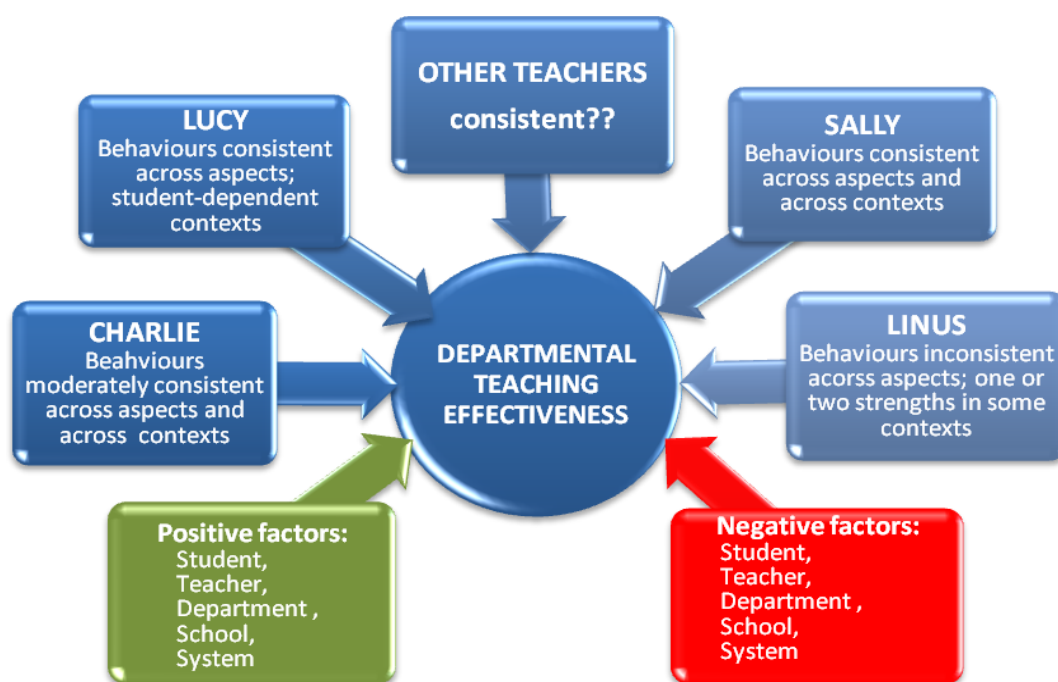 OTHER TEACHERS
consistent??
LUCY
Behaviours consistent
across aspects;
student-dependent
contexts
SALLY
Behaviours consistent
across aspects and
across contexts
CHARLIE
Beahviours
moderately consistent
across aspects and
across contexts
DEPARTMENTAL
TEACHING
EFFECTIVENESS
LINUS
Behaviours inconsistent
acorss aspects; one or
two strengths in some
contexts
Positive factors:
Student,
Teacher,
Department ,
School,
System
Negative factors:
Student,
Teacher,
Department ,
School,
System